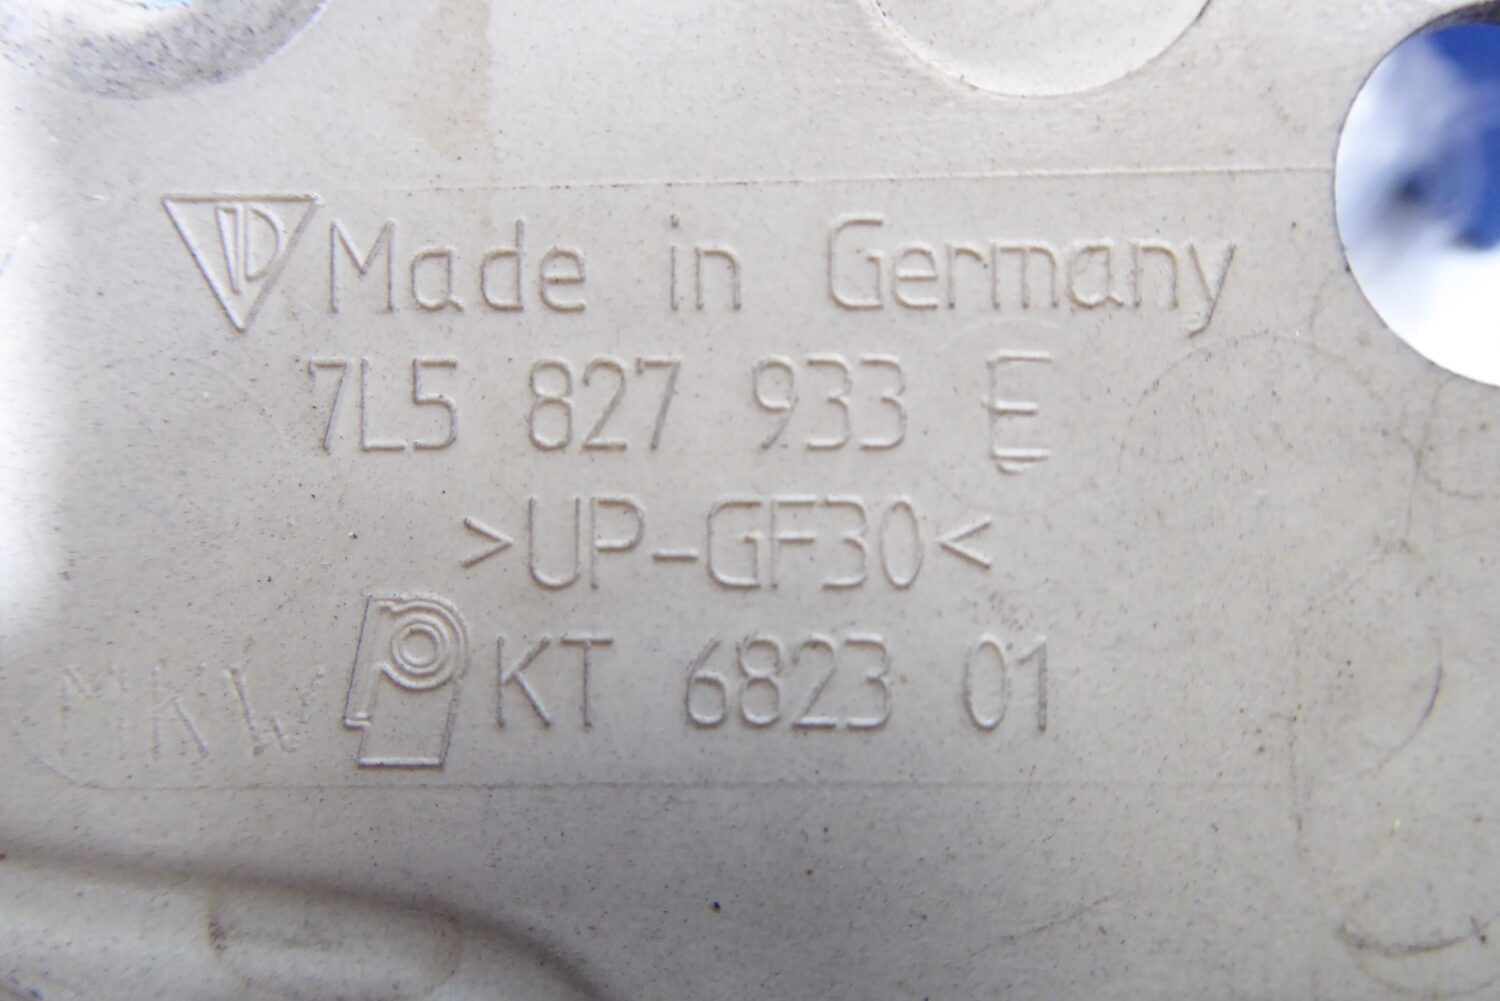 Made in Germany
7L5 827 933 E
>UP-GF30<
KT 6823 01
MKW